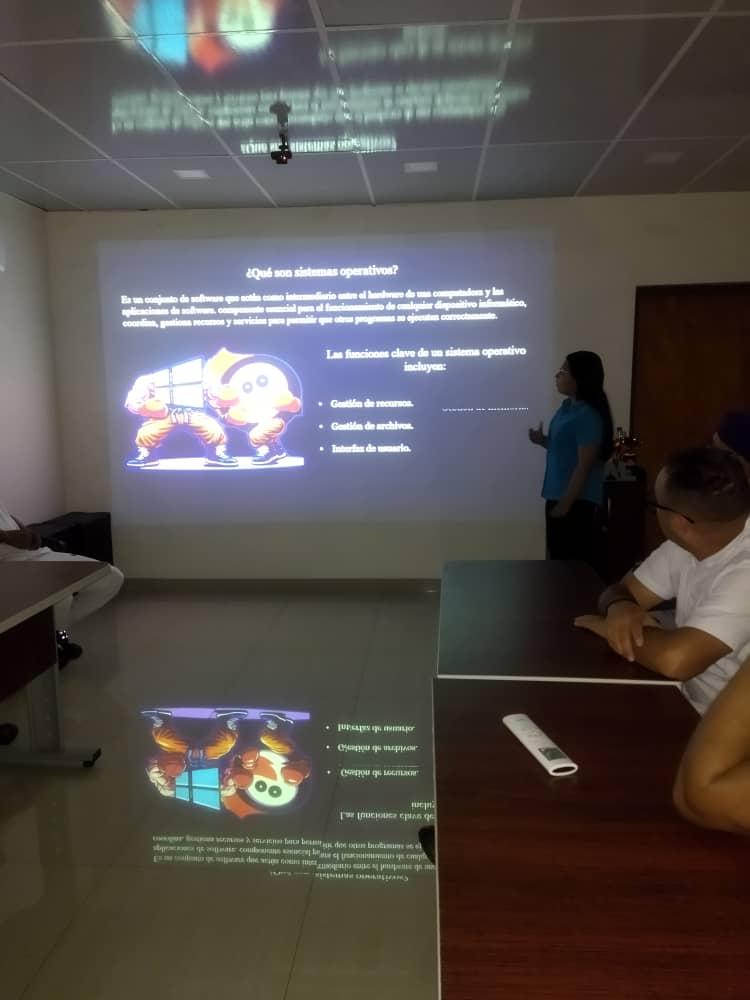 ¿Qué son sistemas operativos?
Es un conjunto de software que actúa como intermediario entre el hardware de una computadora y las
aplicaciones de software, componente esencial para el funcionamiento de cualquier dispositivo informático,
coordina, gestiona recursos y servicios para permitir que otros programas se ejecuten correctamente.
Las funciones clave de un sistema operativo
incluyen:
• Gestión de recursos.
• Gestión de archivos.
• Interfaz de usuario.